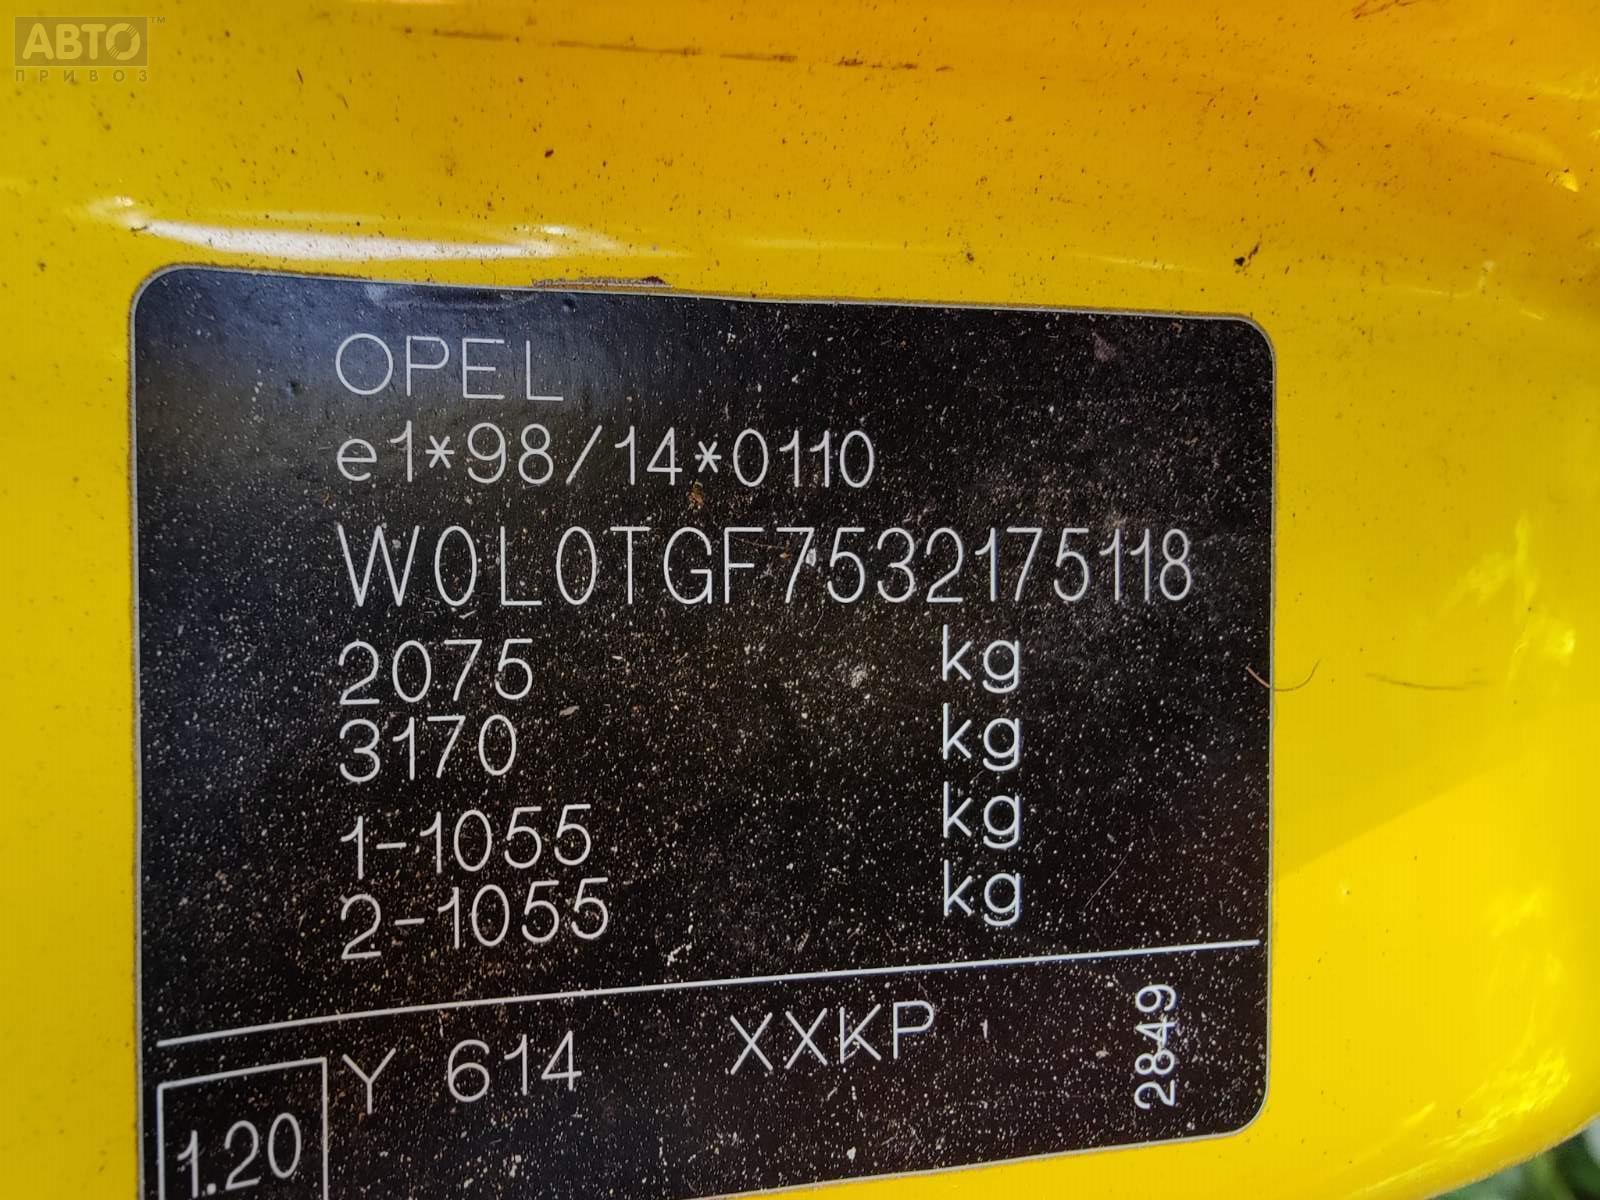 АВТО™
ПРИВОЗ
OPEL
e1*98/14*0110
W0L0TGF7532175118
2075 kg
3170 kg
1-1055 kg
2-1055 kg
Y 614 XXKP 2849
1.20